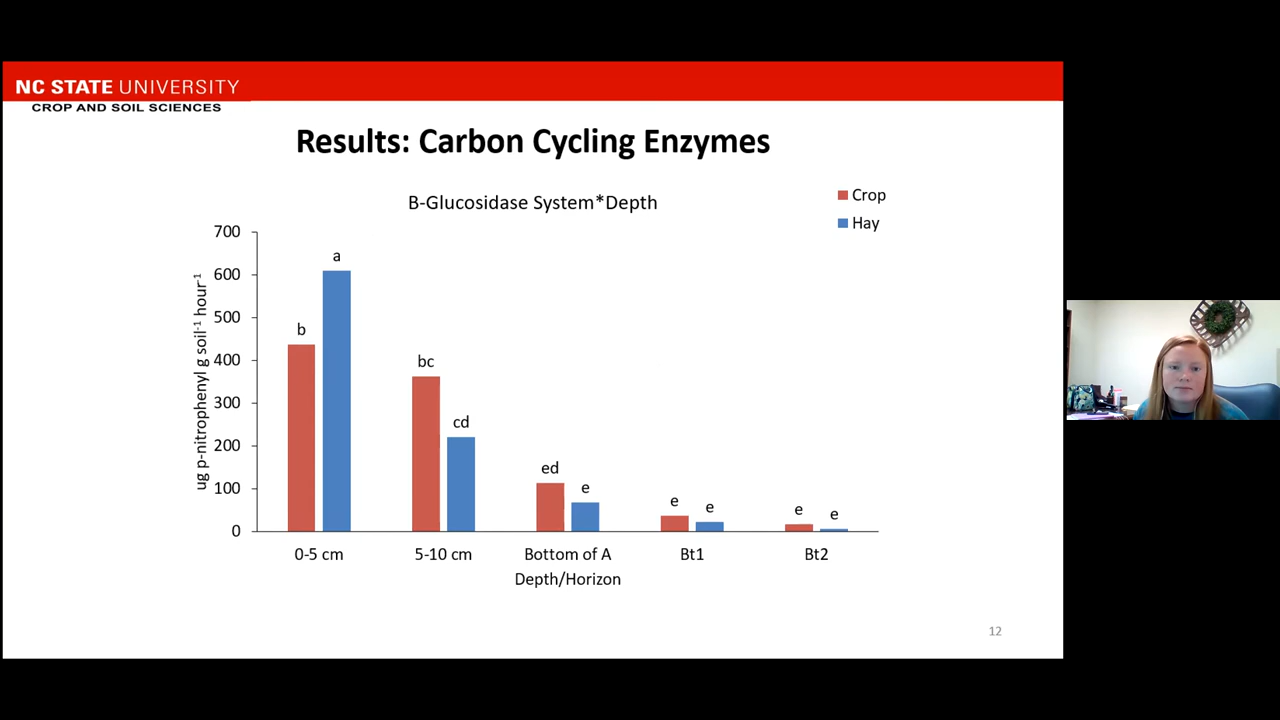 NC STATE UNIVERSITY
CROP AND SOIL SCIENCES
Results: Carbon Cycling Enzymes
B-Glucosidase System*Depth
Crop
Hay
ug p-nitrophenyl g soil-1 hour-1
700
600
500
400
300
200
100
0
b
a
bc
cd
ed
e
e
e
e
e
0-5 cm
5-10 cm
Bottom of A
Bt1
Bt2
Depth/Horizon
12